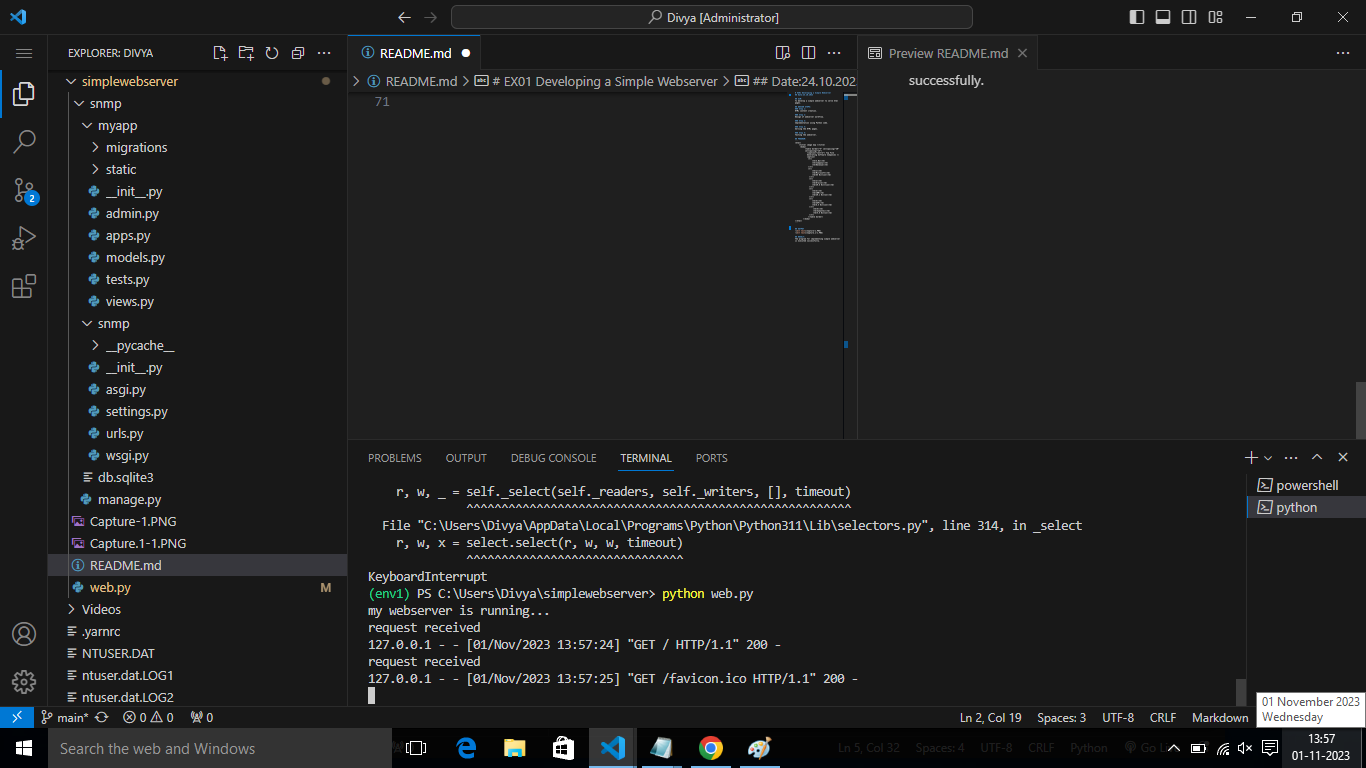 Divya [Administrator]
EXPLORER: DIVYA
simplewebserver
snmp
myapp
migrations
static
__init__.py
admin.py
apps.py
models.py
tests.py
views.py
snmp
__pycache__
__init__.py
asgi.py
settings.py
urls.py
wsgi.py
db.sqlite3
manage.py
Capture-1.PNG
Capture.1-1.PNG
README.md
web.py M
Videos
.yarnrc
NTUSER.DAT
ntuser.dat.LOG1
ntuser.dat.LOG2
2
README.md
README.md > # EX01 Developing a Simple Webserver > ## Date:24.10.202
71
Preview README.md
successfully.
PROBLEMS OUTPUT DEBUG CONSOLE TERMINAL PORTS
r, w, _ = self._select(self._readers, self._writers, [], timeout)
^^^^^^^^^^^^^^^^^^^^^^^^^^^^^^^^^^^^^^^^^^^^^^^^^^^^^^^
File "C:\Users\Divya\AppData\Local\Programs\Python\Python311\Lib\selectors.py", line 314, in _select
r, w, x = select.select(r, w, w, timeout)
^^^^^^^^^^^^^^^^^^^^^^^^^^^^^^^
KeyboardInterrupt
(env1) PS C:\Users\Divya\simplewebserver> python web.py
my webserver is running...
request received
127.0.0.1 - - [01/Nov/2023 13:57:24] "GET / HTTP/1.1" 200 -
request received
127.0.0.1 - - [01/Nov/2023 13:57:25] "GET /favicon.ico HTTP/1.1" 200 -
powershell
python
main* 0 0 0 Ln 2, Col 19 Spaces: 3 UTF-8 CRLF Markdown
01 November 2023
Wednesday
Search the web and Windows
Ln 5, Col 32 Spaces: 4 UTF-8 CRLF Python Go Li
13:57
01-11-2023